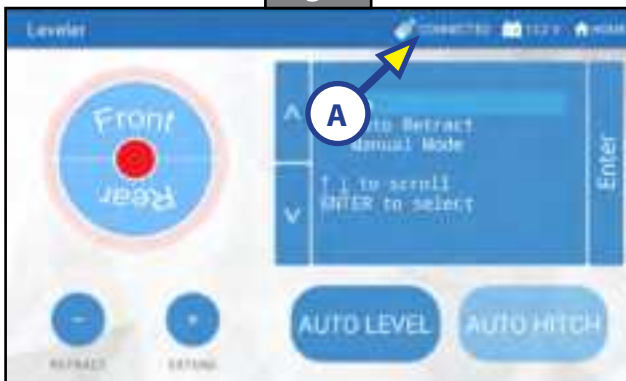 Leveler
CONNECTED
HOME
A
Front
Rear
Auto Retract
Manual Mode
↑ ↓ to scroll
ENTER to select
Enter
AUTO LEVEL
AUTO HITCH
RETRACT
EXTEND